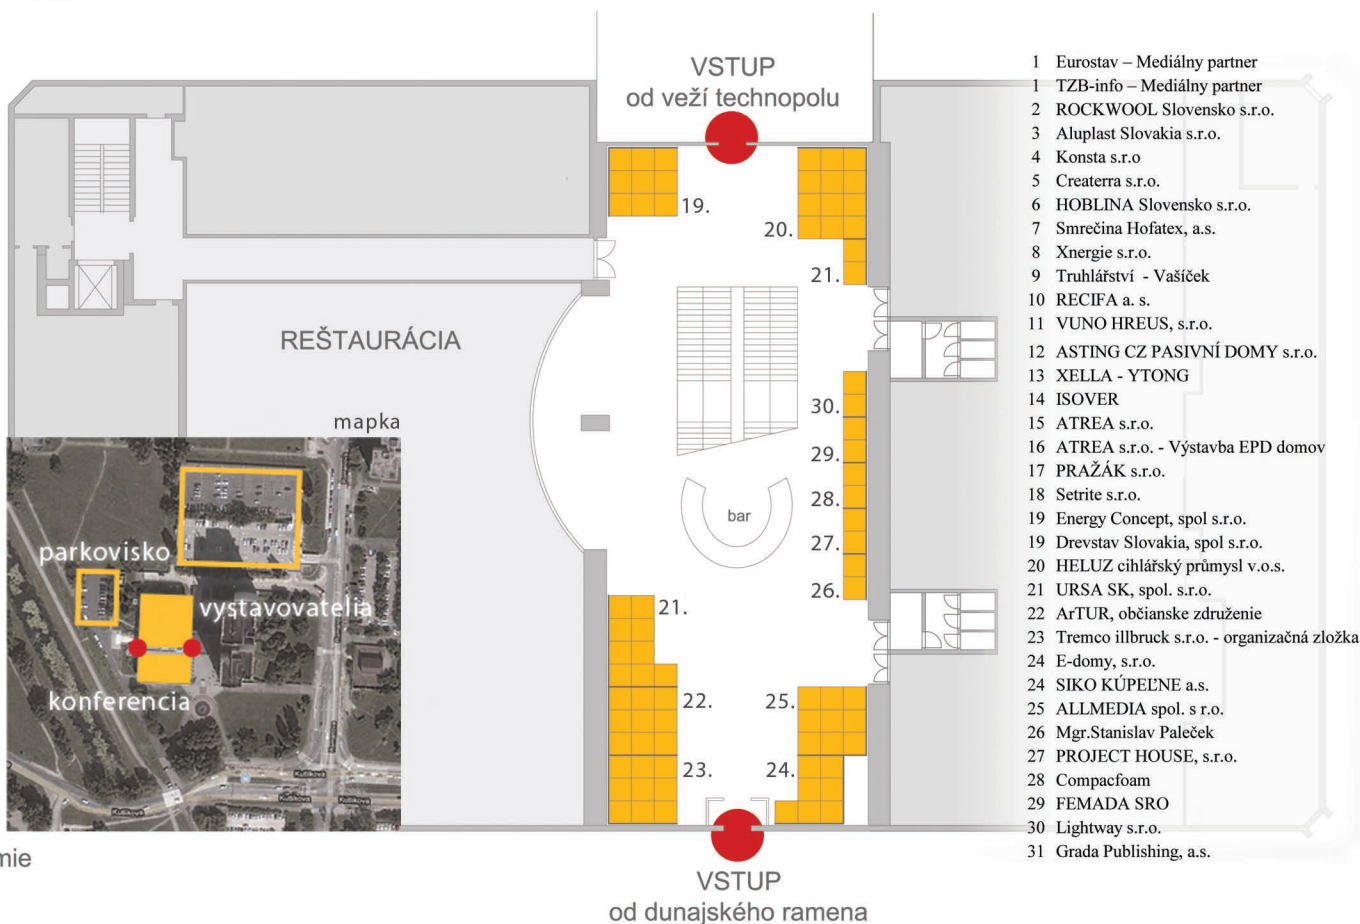 VSTUP
od veží technopolu
19.
20.
21.
REŠTAURÁCIA
30.
mapka
29.
28.
bar
27.
26.
parkovisko
vystavovatelia
konferencia
21.
22.
25.
23.
24.
Kutlíkova
Kutlíkova
Kutlíkova
mie
VSTUP
od dunajského ramena
1 Eurostav – Mediálny partner
1 TZB-info – Mediálny partner
2 ROCKWOOL Slovensko s.r.o.
3 Aluplast Slovakia s.r.o.
4 Konsta s.r.o
5 Createrra s.r.o.
6 HOBLINA Slovensko s.r.o.
7 Smrečina Hofatex, a.s.
8 Xnergie s.r.o.
9 Truhlářství - Vašíček
10 RECIFA a. s.
11 VUNO HREUS, s.r.o.
12 ASTING CZ PASIVNÍ DOMY s.r.o.
13 XELLA - YTONG
14 ISOVER
15 ATREA s.r.o.
16 ATREA s.r.o. - Výstavba EPD domov
17 PRAŽÁK s.r.o.
18 Setrite s.r.o.
19 Energy Concept, spol s.r.o.
19 Drevstav Slovakia, spol s.r.o.
20 HELUZ cihlářský průmysl v.o.s.
21 URSA SK, spol. s.r.o.
22 ArTUR, občianske združenie
23 Tremco illbruck s.r.o. - organizačná zložka
24 E-domy, s.r.o.
24 SIKO KÚPEĽNE a.s.
25 ALLMEDIA spol. s r.o.
26 Mgr.Stanislav Paleček
27 PROJECT HOUSE, s.r.o.
28 Compacfoam
29 FEMADA SRO
30 Lightway s.r.o.
31 Grada Publishing, a.s.